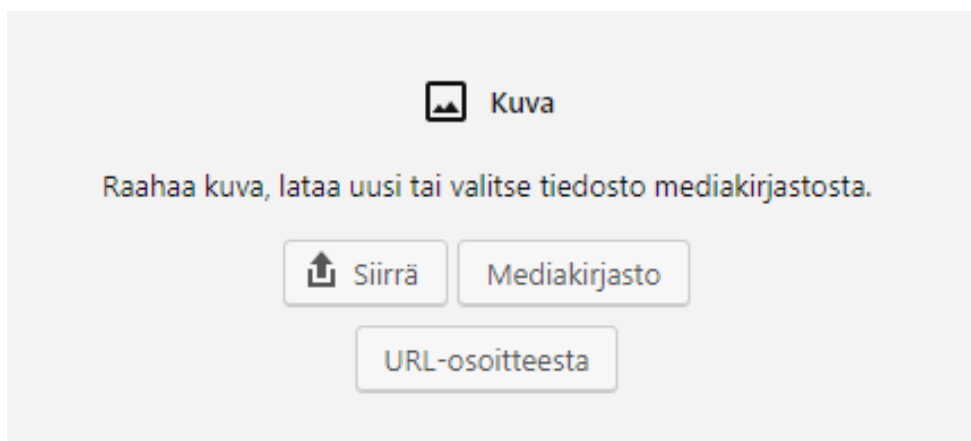 Kuva
Raahaa kuva, lataa uusi tai valitse tiedosto mediakirjastosta.
Siirrä Mediakirjasto
URL-osoitteesta